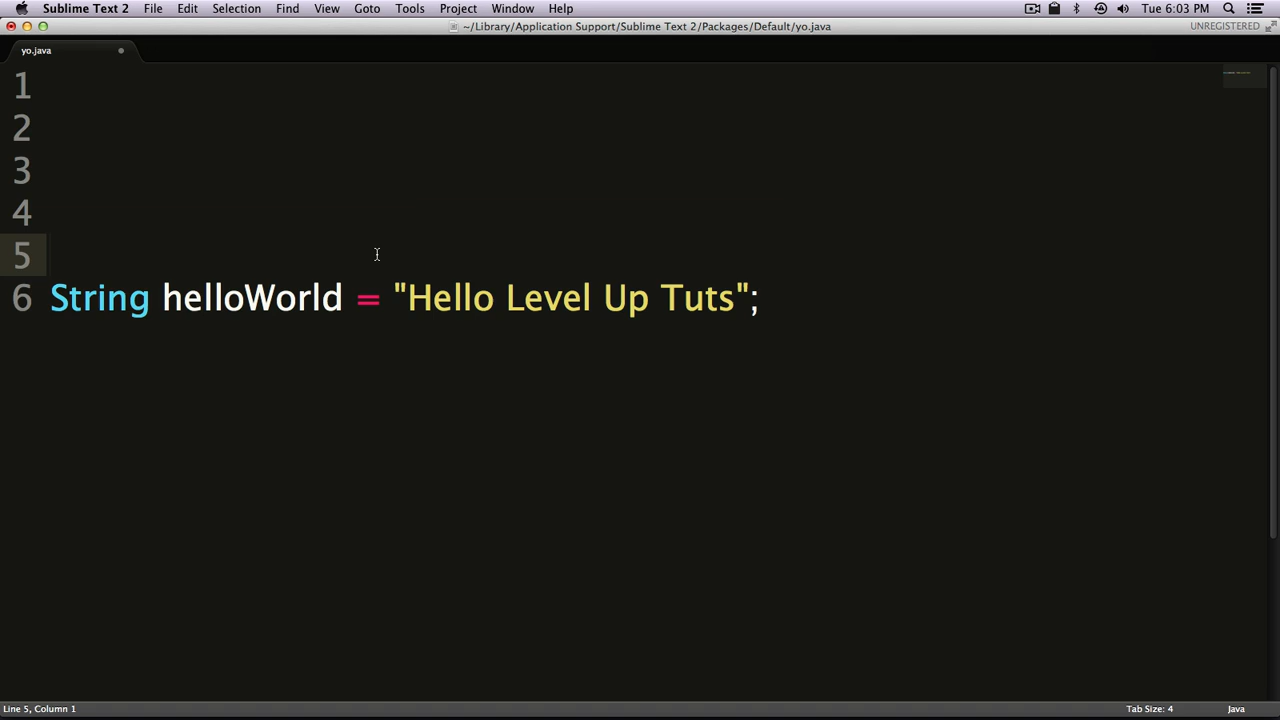 Sublime Text 2 File Edit Selection Find View Goto Tools Project Window Help Tue 6:03 PM
~/Library/Application Support/Sublime Text 2/Packages/Default/yo.java UNREGISTERED
yo.java
1
2
3
4
5
6 String helloWorld = "Hello Level Up Tuts";
Line 5, Column 1 Tab Size: 4 Java